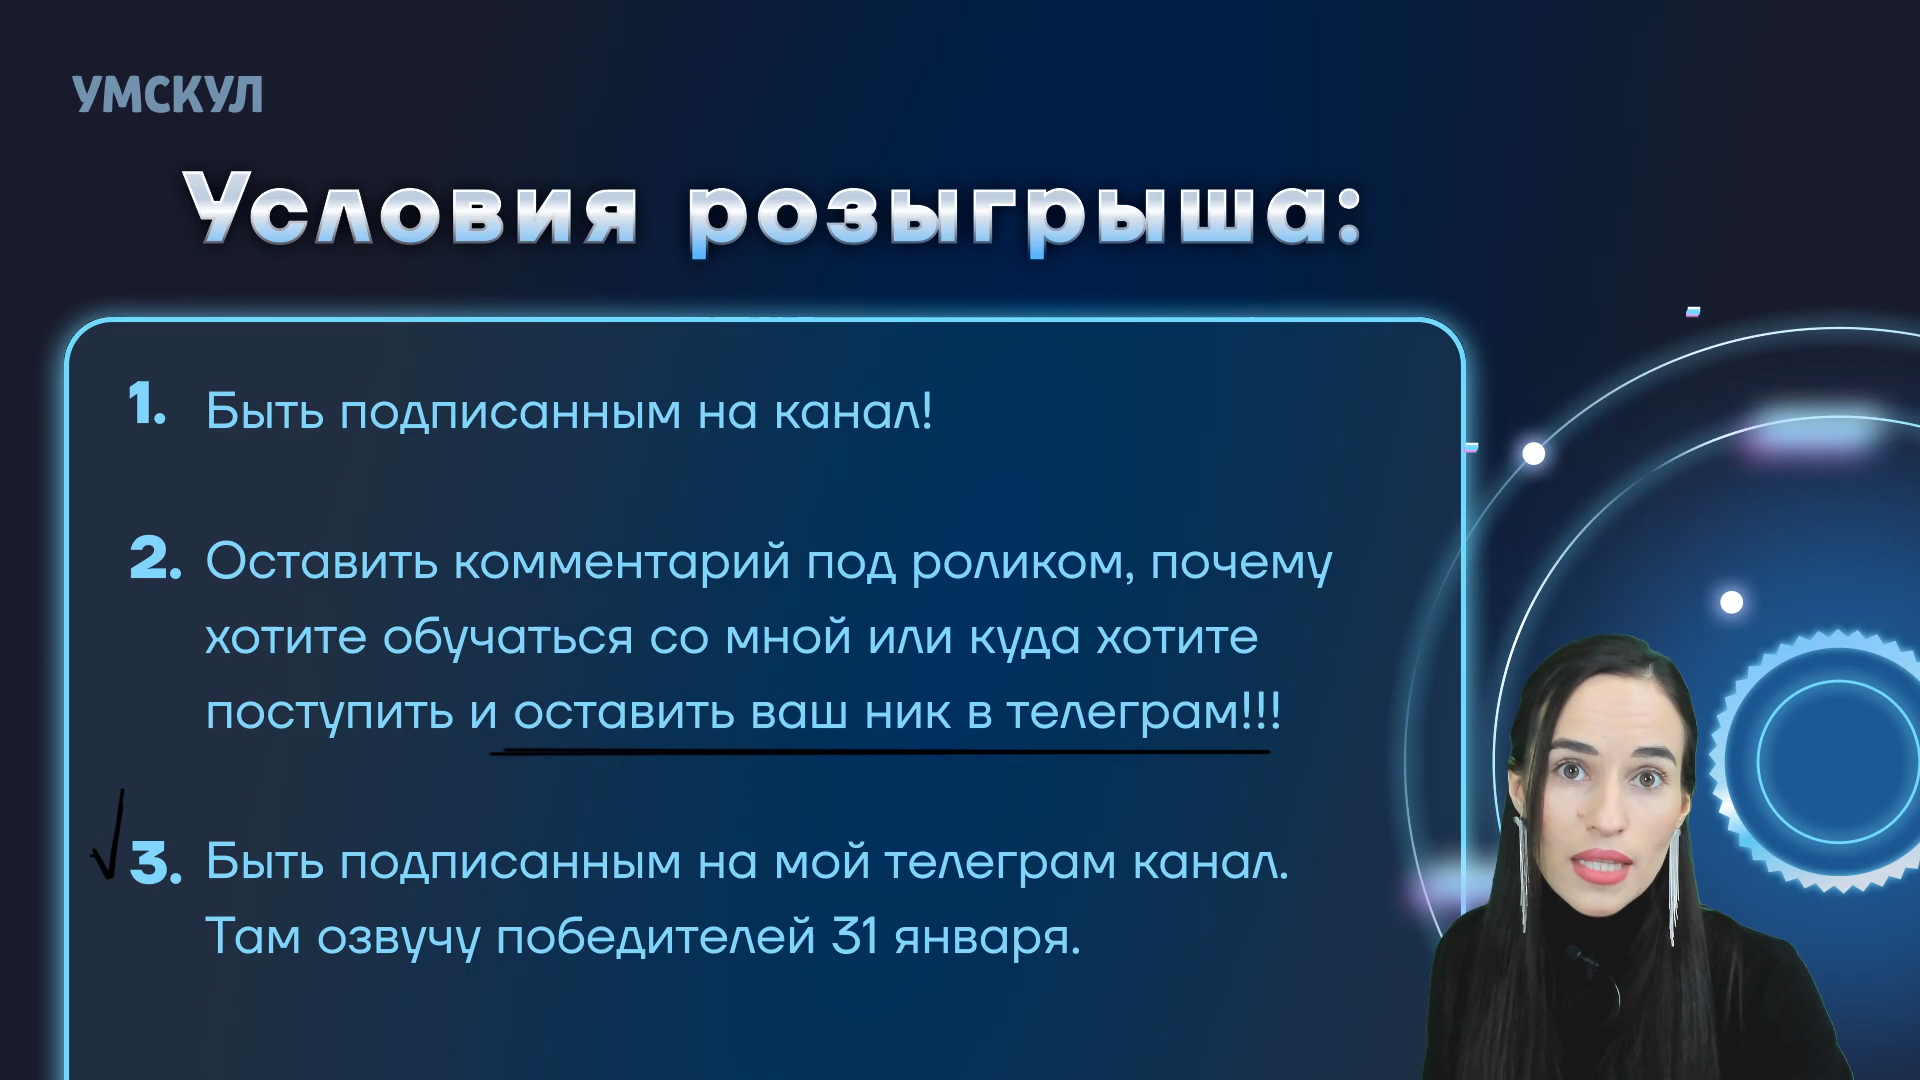 УМСКУЛ
Условия розыгрыша:
1. Быть подписанным на канал!
2. Оставить комментарий под роликом, почему
хотите обучаться со мной или куда хотите
поступить и оставить ваш ник в телеграм!!!
3. Быть подписанным на мой телеграм канал.
Там озвучу победителей 31 января.